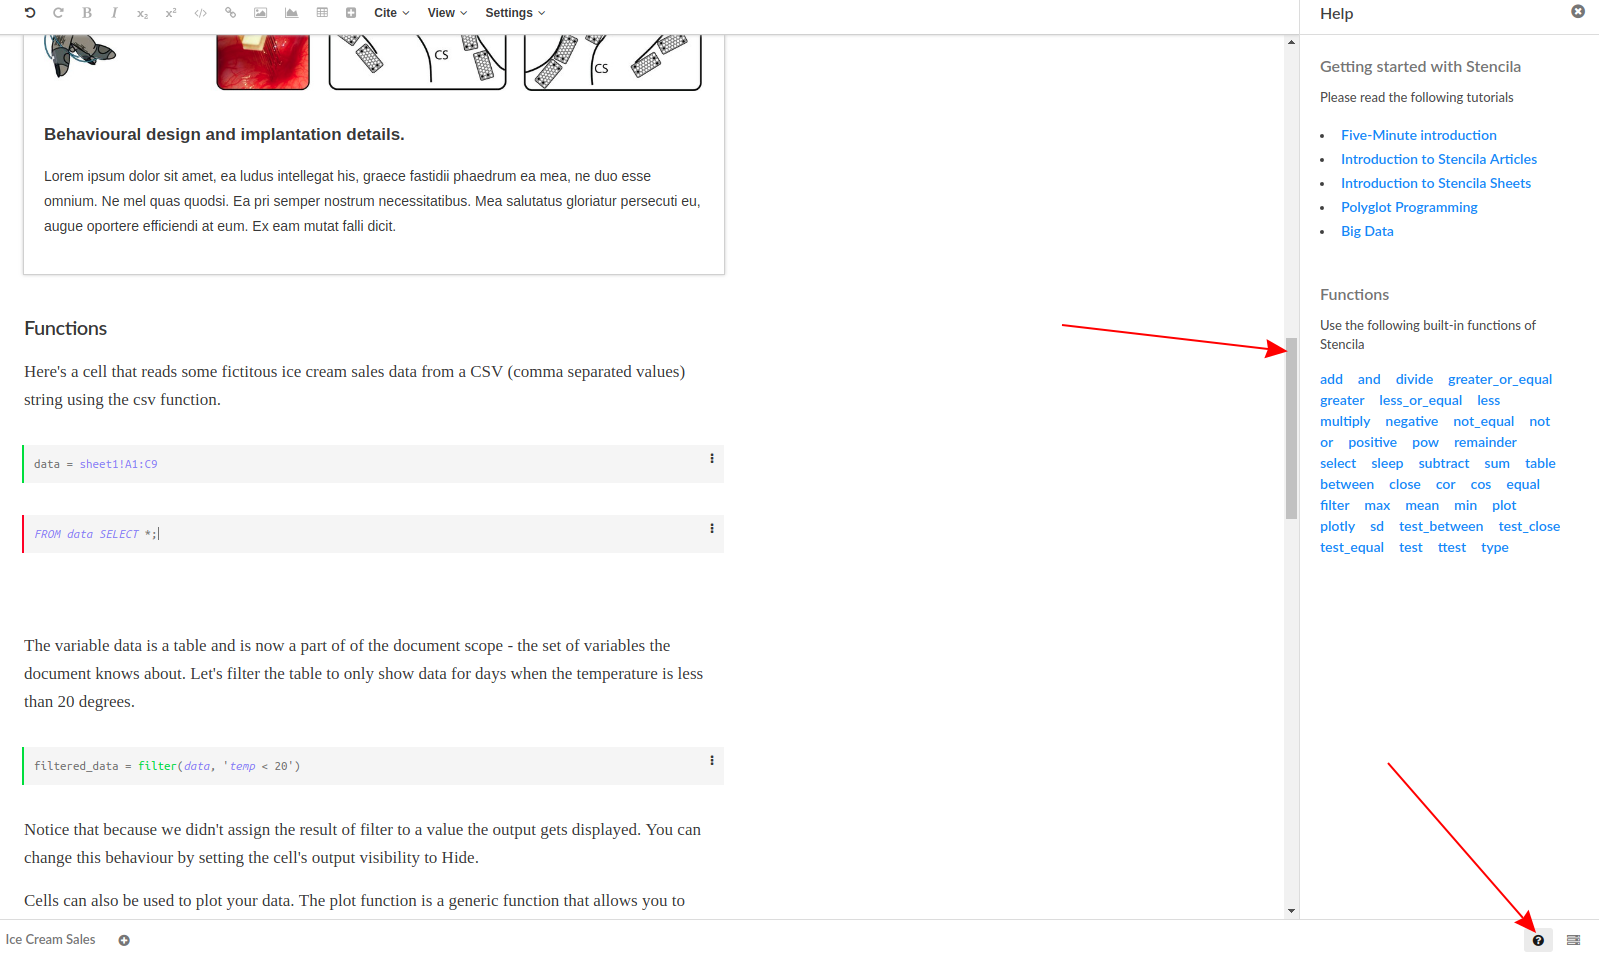 B I x₂ x² </> Cite View Settings
Help
CS
CS
Behavioural design and implantation details.
Lorem ipsum dolor sit amet, ea ludus intellegat his, graece fastidii phaedrum ea mea, ne duo esse
omnium. Ne mel quas quodsi. Ea pri semper nostrum necessitatibus. Mea salutatus gloriatur persecuti eu,
augue oportere efficiendi at eum. Ex eam mutat falli dicit.
Functions
Here's a cell that reads some fictitous ice cream sales data from a CSV (comma separated values)
string using the csv function.
data = sheet1!A1:C9
FROM data SELECT *;
The variable data is a table and is now a part of of the document scope - the set of variables the
document knows about. Let's filter the table to only show data for days when the temperature is less
than 20 degrees.
filtered_data = filter(data, 'temp < 20')
Notice that because we didn't assign the result of filter to a value the output gets displayed. You can
change this behaviour by setting the cell's output visibility to Hide.
Cells can also be used to plot your data. The plot function is a generic function that allows you to
Getting started with Stencila
Please read the following tutorials
• Five-Minute introduction
• Introduction to Stencila Articles
• Introduction to Stencila Sheets
• Polyglot Programming
• Big Data
Functions
Use the following built-in functions of
Stencila
add and divide greater_or_equal
greater less_or_equal less
multiply negative not_equal not
or positive pow remainder
select sleep subtract sum table
between close cor cos equal
filter max mean min plot
plotly sd test_between test_close
test_equal test ttest type
Ice Cream Sales